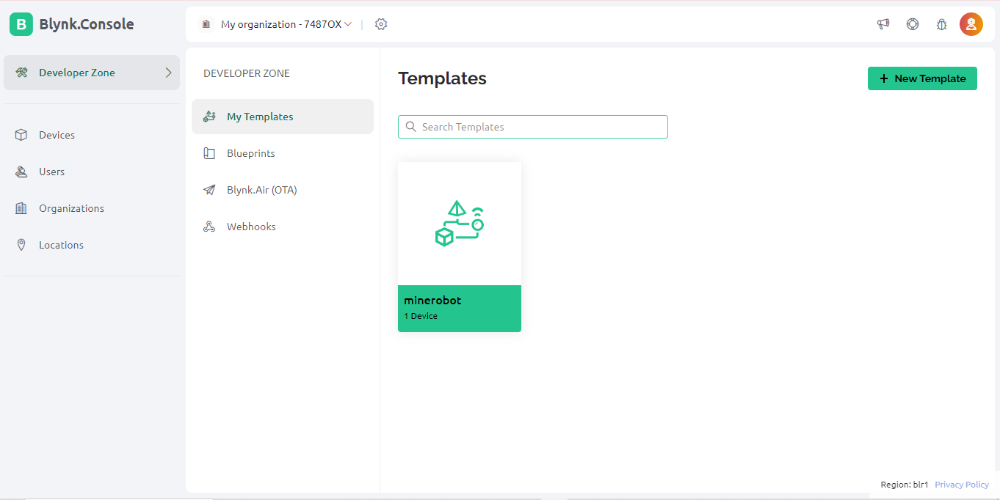 B Blynk.Console
My organization - 7487OX
Developer Zone
Devices
Users
Organizations
Locations
DEVELOPER ZONE
My Templates
Blueprints
Blynk.Air (OTA)
Webhooks
Templates
+ New Template
Search Templates
minerobot
1 Device
Region: blr1 Privacy Policy